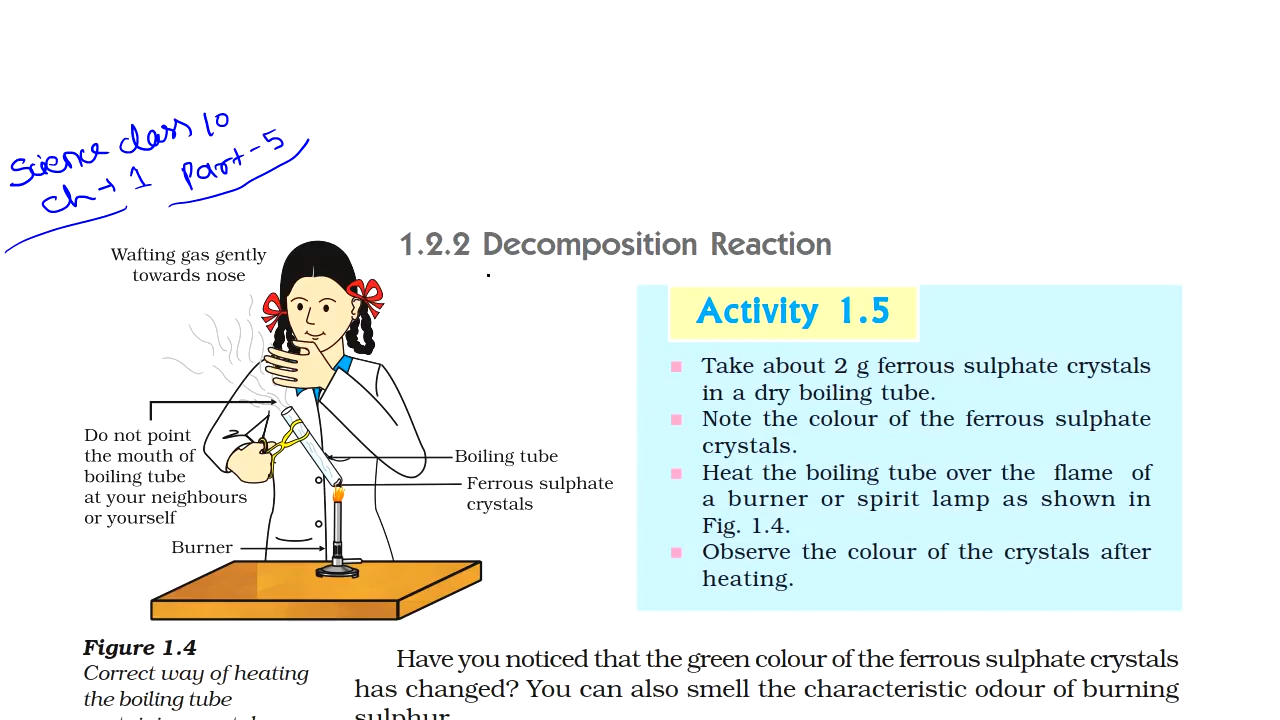 Science class 10
ch → 1 Part-5
1.2.2 Decomposition Reaction
Wafting gas gently
towards nose
Do not point
the mouth of
boiling tube
at your neighbours
or yourself
Boiling tube
Ferrous sulphate
crystals
Burner
Activity 1.5
Take about 2 g ferrous sulphate crystals
in a dry boiling tube.
Note the colour of the ferrous sulphate
crystals.
Heat the boiling tube over the flame of
a burner or spirit lamp as shown in
Fig. 1.4.
Observe the colour of the crystals after
heating.
Figure 1.4
Correct way of heating
the boiling tube
Have you noticed that the green colour of the ferrous sulphate crystals
has changed? You can also smell the characteristic odour of burning
sulphur